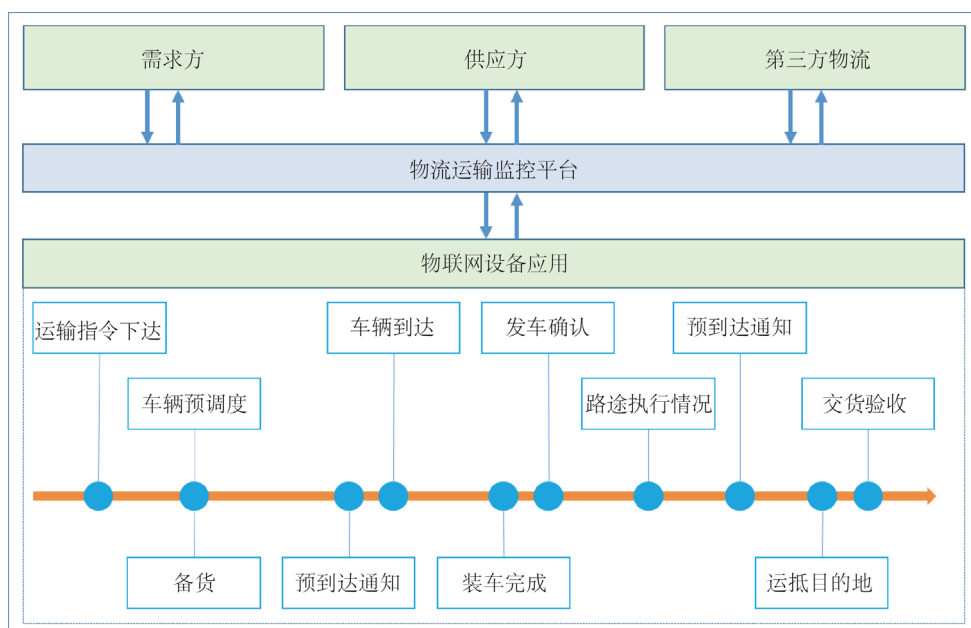 需求方
供应方
第三方物流
物流运输监控平台
物联网设备应用
运输指令下达
车辆到达
发车确认
预到达通知
车辆预调度
路途执行情况
交货验收
备货
预到达通知
装车完成
运抵目的地